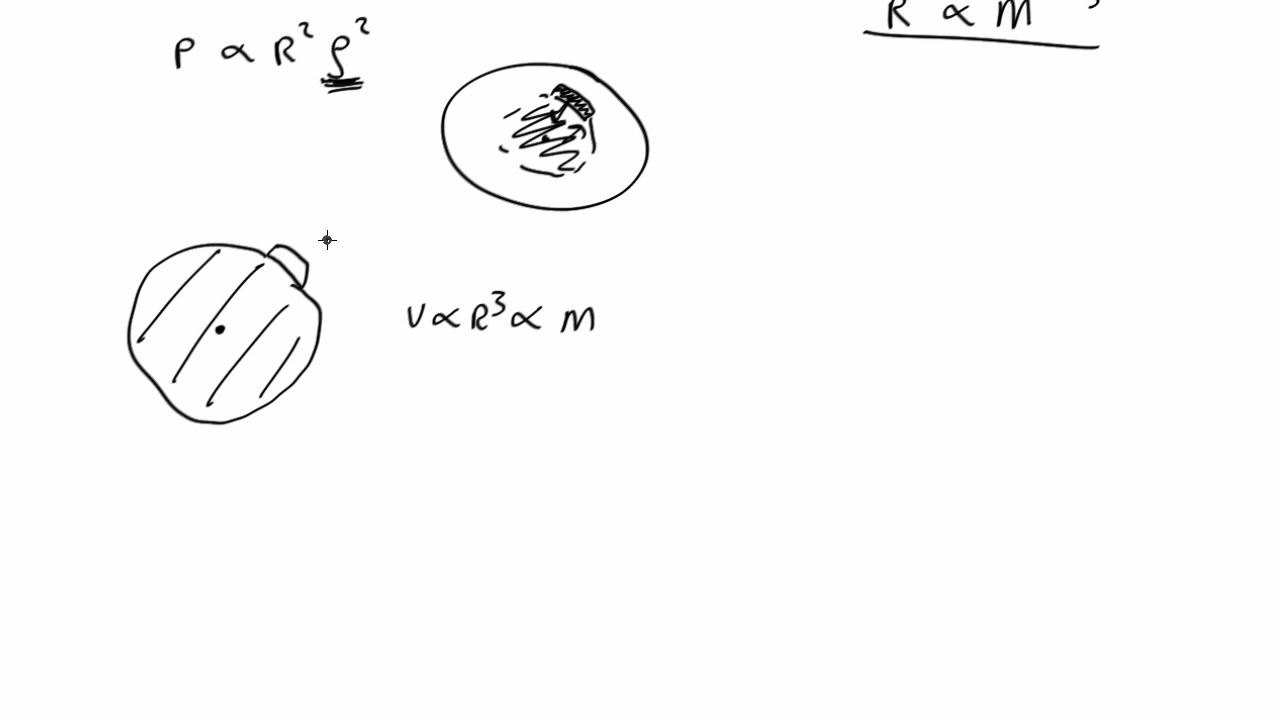 R ∝ M
P ∝ R² ρ²
V ∝ R³ ∝ M